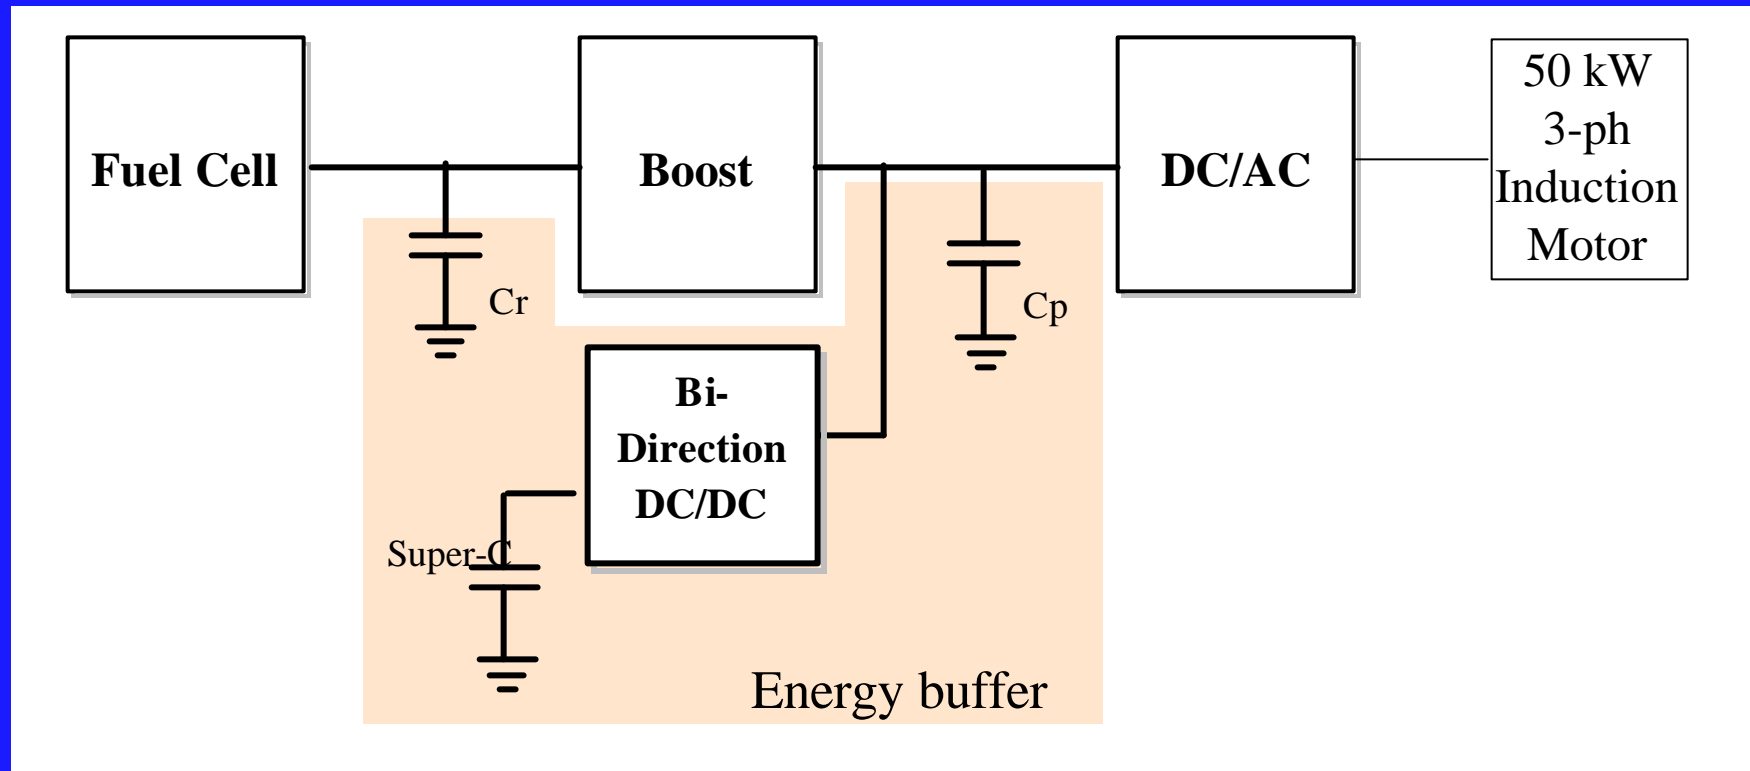 Fuel Cell
Boost
DC/AC
50 kW
3-ph
Induction
Motor
Cr
Cp
Bi-
Direction
DC/DC
Super-C
Energy buffer